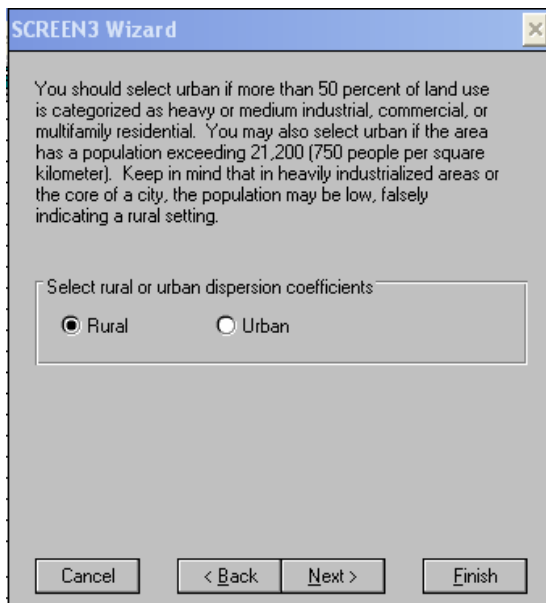 SCREEN3 Wizard
You should select urban if more than 50 percent of land use
is categorized as heavy or medium industrial, commercial, or
multifamily residential. You may also select urban if the area
has a population exceeding 21,200 (750 people per square
kilometer). Keep in mind that in heavily industrialized areas or
the core of a city, the population may be low, falsely
indicating a rural setting.
Select rural or urban dispersion coefficients
Rural Urban
Cancel < Back Next > Finish